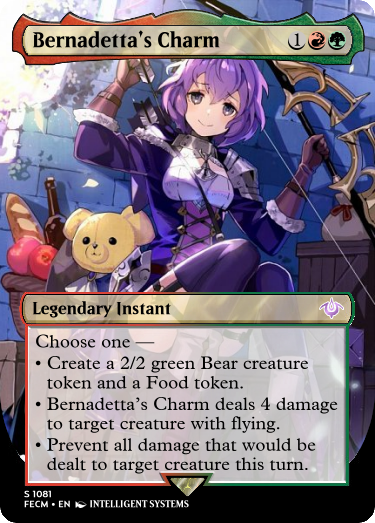 Bernadetta's Charm 1
Legendary Instant
Choose one —
• Create a 2/2 green Bear creature
token and a Food token.
• Bernadetta's Charm deals 4 damage
to target creature with flying.
• Prevent all damage that would be
dealt to target creature this turn.
S 1081
FECM • EN INTELLIGENT SYSTEMS